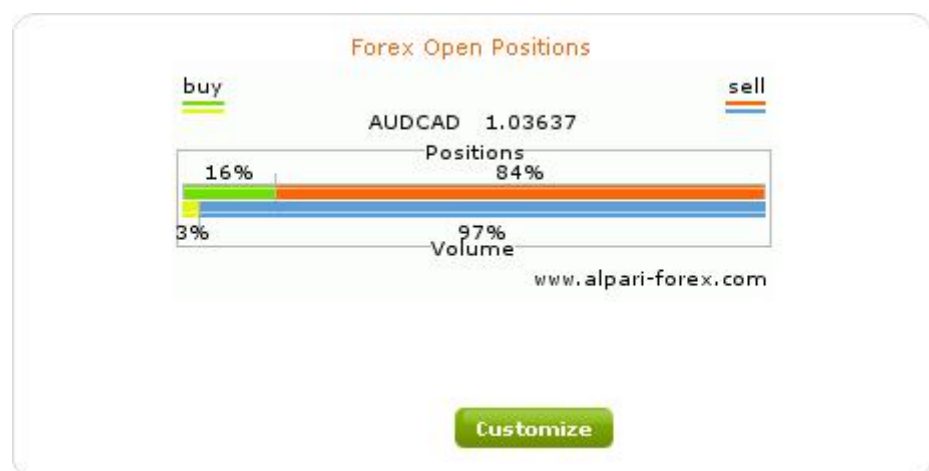 Forex Open Positions
buy sell
AUDCAD 1.03637
Positions
16% 84%
3% 97%
Volume
www.alpari-forex.com
Customize